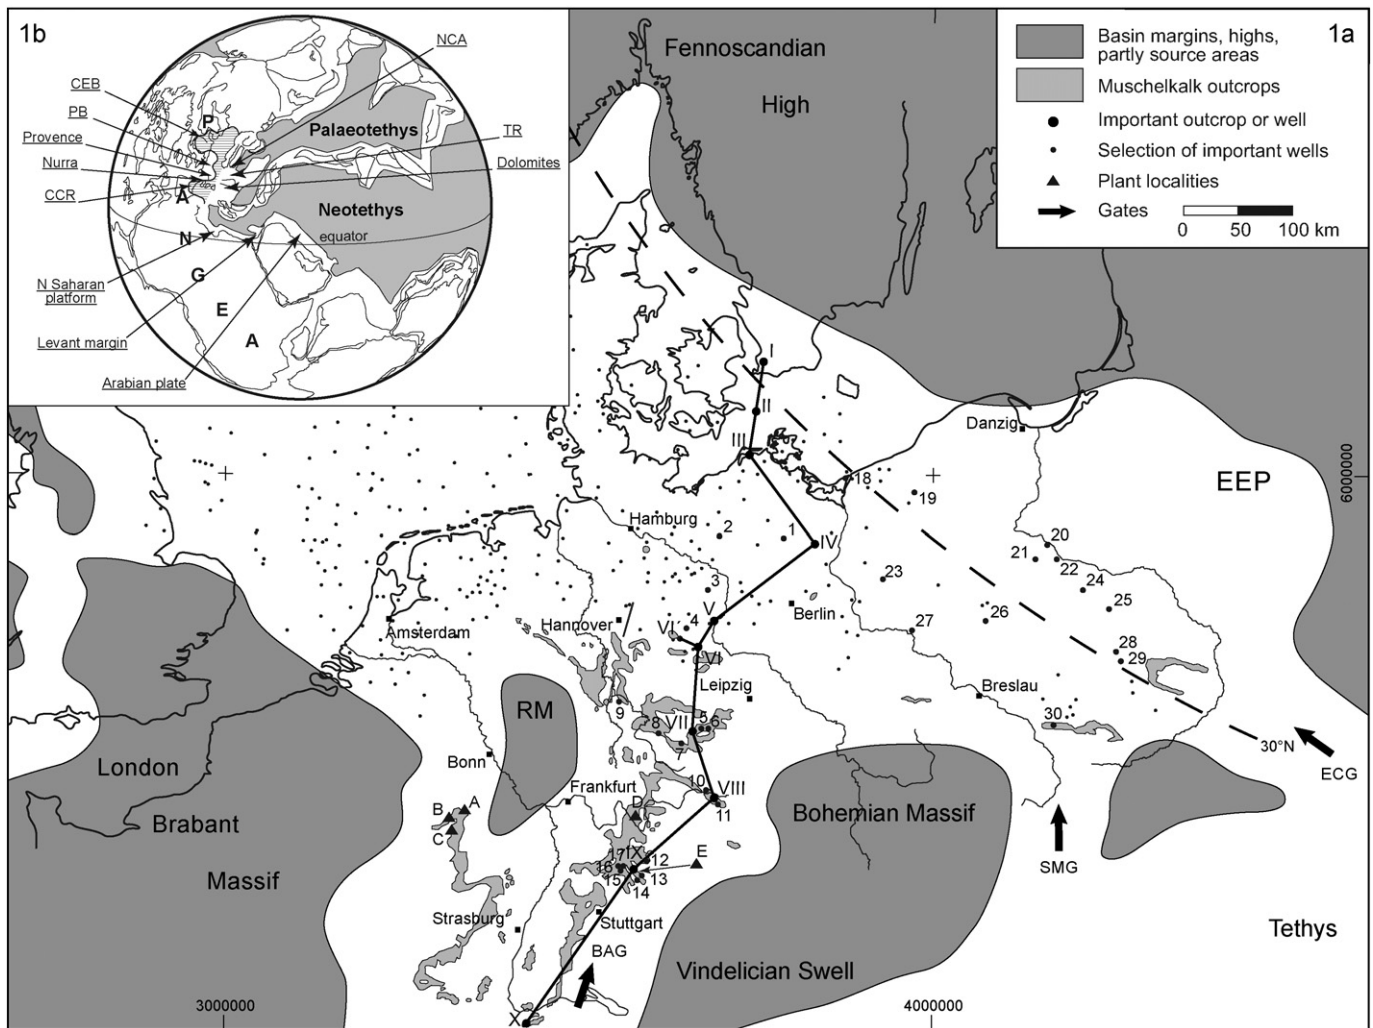 1b
NCA
CEB
PB
P
Palaeotethys
TR
Provence
Nurra
Dolomites
CCR
A
Neotethys
N
equator
G
N Saharan
platform
E
Levant margin
A
Arabian plate
1a
Basin margins, highs,
partly source areas
Muschelkalk outcrops
Important outcrop or well
Selection of important wells
Plant localities
Gates
0 50 100 km
Fennoscandian
High
I
II
III
Danzig
18
19
EEP
6000000
Hamburg
2
1
IV
20
21
22
23
24
3
25
Berlin
26
Amsterdam
Hannover
4
V
27
VI´
VI
28
29
Leipzig
Breslau
RM
9
8
VII
5
6
7
30
30°N
ECG
Bonn
London
Frankfurt
10
VIII
11
Bohemian Massif
Brabant
B
A
C
D
SMG
Massif
17
IX
12
E
16
15
13
14
Strasburg
Stuttgart
Tethys
BAG
Vindelician Swell
3000000
4000000
X